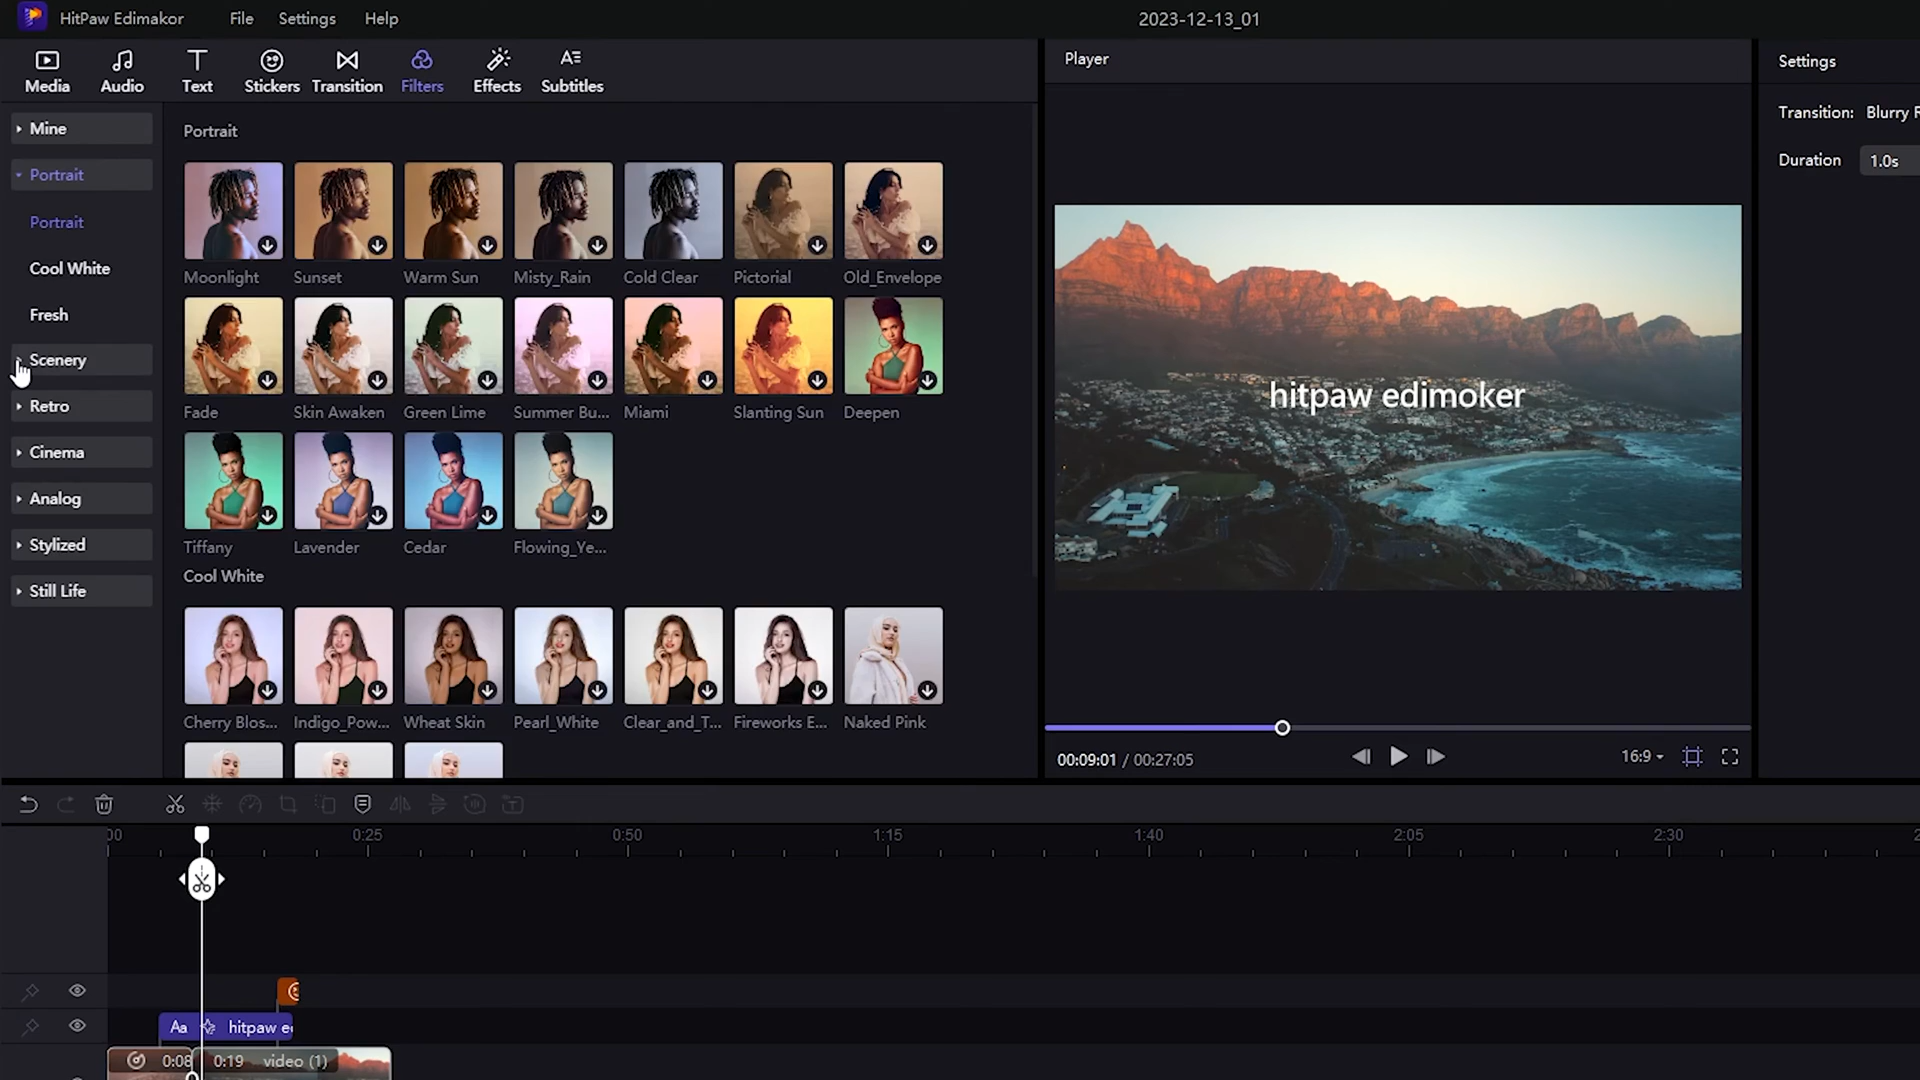 HitPaw Edimakor File Settings Help 2023-12-13_01
Media Audio Text Stickers Transition Filters Effects Subtitles
Mine
Portrait
Portrait
Cool White
Fresh
Scenery
Retro
Cinema
Analog
Stylized
Still Life
Portrait
Moonlight Sunset Warm Sun Misty_Rain Cold Clear Pictorial Old_Envelope
Fade Skin Awaken Green Lime Summer Bu... Miami Slanting Sun Deepen
Tiffany Lavender Cedar Flowing_Ye...
Cool White
Cherry Blos... Indigo_Pow... Wheat Skin Pearl_White Clear_and_T... Fireworks E... Naked Pink
Player
hitpaw edimoker
00:09:01 / 00:27:05
16:9
Settings
Transition: Blurry
Duration 1.0s
00 0:25 0:50 1:15 1:40 2:05 2:30
Aa hitpaw
0:08 0:19 video (1)